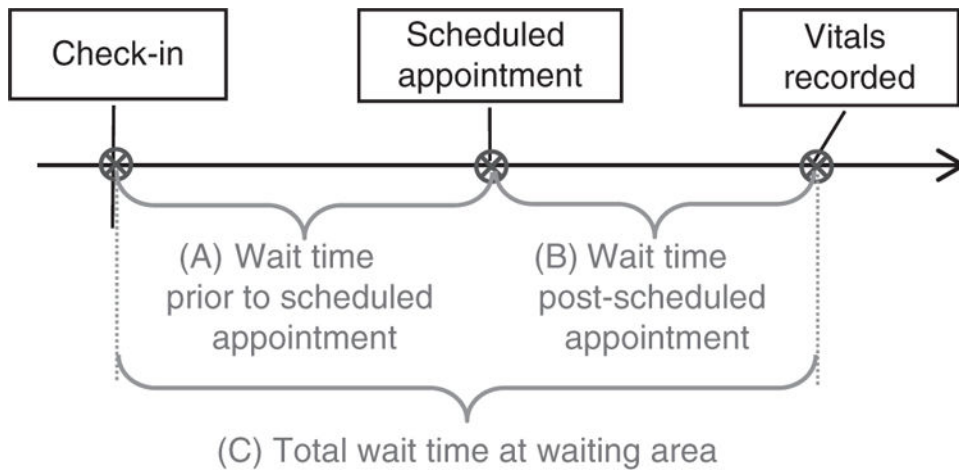 Check-in
Scheduled
appointment
Vitals
recorded
(A) Wait time
prior to scheduled
appointment
(B) Wait time
post-scheduled
appointment
(C) Total wait time at waiting area